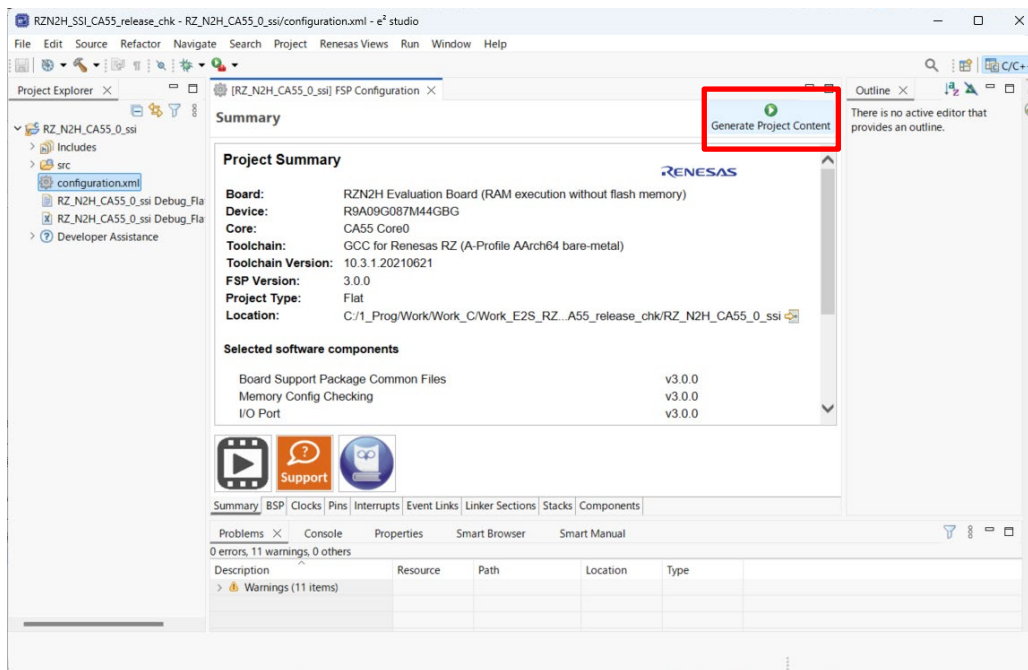 RZN2H_SSI_CA55_release_chk - RZ_N2H_CA55_0_ssi/configuration.xml - e² studio
File Edit Source Refactor Navigate Search Project Renesas Views Run Window Help
C/C+
Project Explorer
RZ_N2H_CA55_0_ssi
Includes
src
configuration.xml
RZ_N2H_CA55_0_ssi Debug_Fla
RZ_N2H_CA55_0_ssi Debug_Fla
Developer Assistance
[RZ_N2H_CA55_0_ssi] FSP Configuration
Summary
Generate Project Content
Project Summary
RENESAS
Board: RZN2H Evaluation Board (RAM execution without flash memory)
Device: R9A09G087M44GBG
Core: CA55 Core0
Toolchain: GCC for Renesas RZ (A-Profile AArch64 bare-metal)
Toolchain Version: 10.3.1.20210621
FSP Version: 3.0.0
Project Type: Flat
Location: C:/1_Prog/Work/Work_C/Work_E2S_RZ...A55_release_chk/RZ_N2H_CA55_0_ssi
Selected software components
Board Support Package Common Files v3.0.0
Memory Config Checking v3.0.0
I/O Port v3.0.0
Support
Summary BSP Clocks Pins Interrupts Event Links Linker Sections Stacks Components
Outline
There is no active editor that
provides an outline.
Problems Console Properties Smart Browser Smart Manual
0 errors, 11 warnings, 0 others
Description Resource Path Location Type
Warnings (11 items)